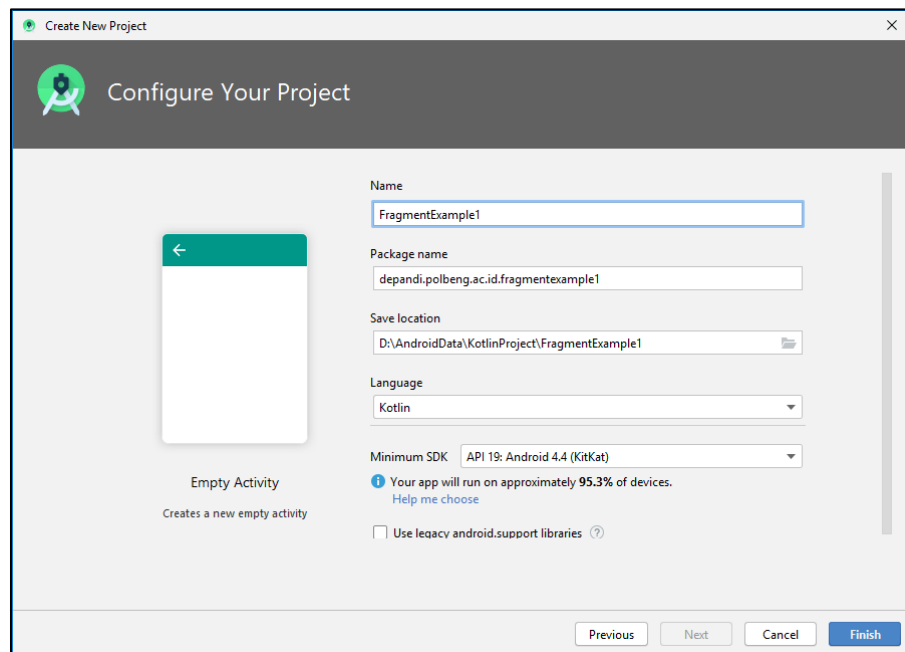 Create New Project
Configure Your Project
Name
FragmentExample1
Package name
depandi.polbeng.ac.id.fragmentexample1
Save location
D:\AndroidData\KotlinProject\FragmentExample1
Language
Kotlin
Minimum SDK API 19: Android 4.4 (KitKat)
Your app will run on approximately 95.3% of devices.
Help me choose
Use legacy android.support libraries ?
Empty Activity
Creates a new empty activity
Previous Next Cancel Finish